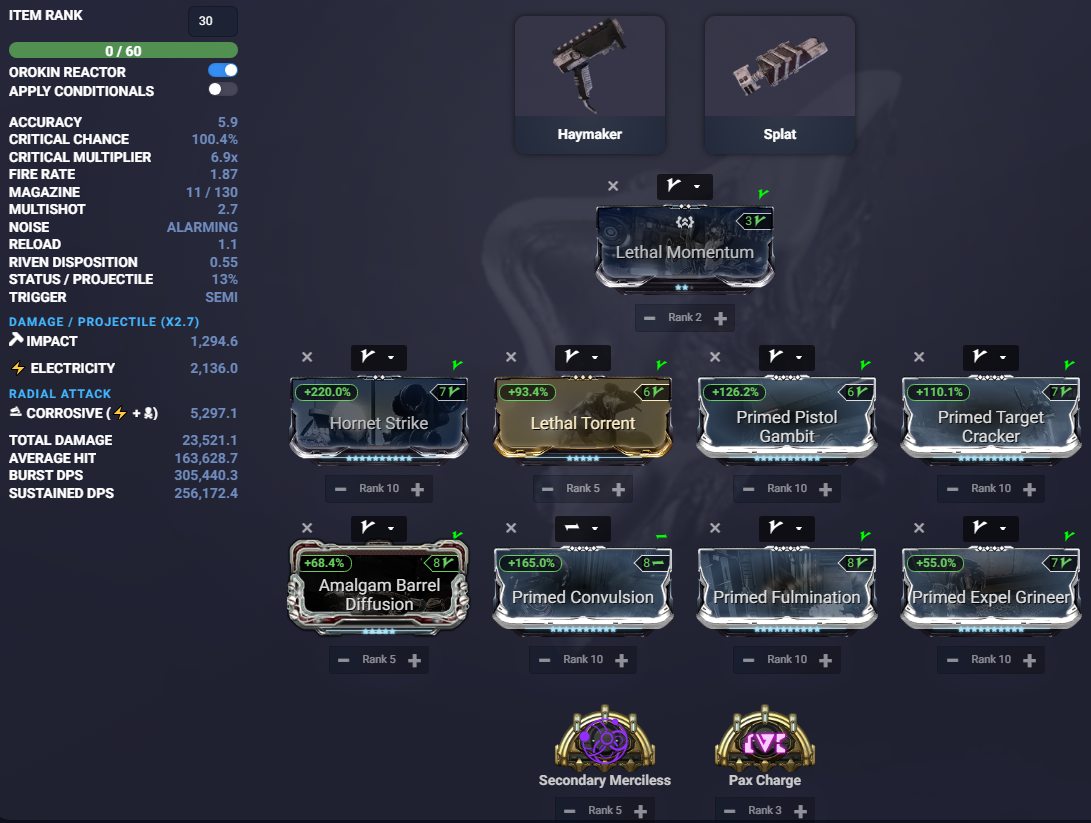 ITEM RANK
30
0 / 60
OROKIN REACTOR
APPLY CONDITIONALS
ACCURACY 5.9
CRITICAL CHANCE 100.4%
CRITICAL MULTIPLIER 6.9x
FIRE RATE 1.87
MAGAZINE 11 / 130
MULTISHOT 2.7
NOISE ALARMING
RELOAD 1.1
RIVEN DISPOSITION 0.55
STATUS / PROJECTILE 13%
TRIGGER SEMI
DAMAGE / PROJECTILE (X2.7)
IMPACT 1,294.6
ELECTRICITY 2,136.0
RADIAL ATTACK
CORROSIVE ( + ) 5,297.1
TOTAL DAMAGE 23,521.1
AVERAGE HIT 163,628.7
BURST DPS 305,440.3
SUSTAINED DPS 256,172.4
Haymaker
Splat
3
Lethal Momentum
Rank 2
+220.0% 7
Hornet Strike
Rank 10
+93.4% 6
Lethal Torrent
Rank 5
+126.2% 6
Primed Pistol
Gambit
Rank 10
+110.1% 7
Primed Target
Cracker
Rank 10
+68.4% 8
Amalgam Barrel
Diffusion
Rank 5
+165.0% 8
Primed Convulsion
Rank 10
8
Primed Fulmination
Rank 10
+55.0% 7
Primed Expel Grineer
Rank 10
Secondary Merciless
Rank 5
Pax Charge
Rank 3